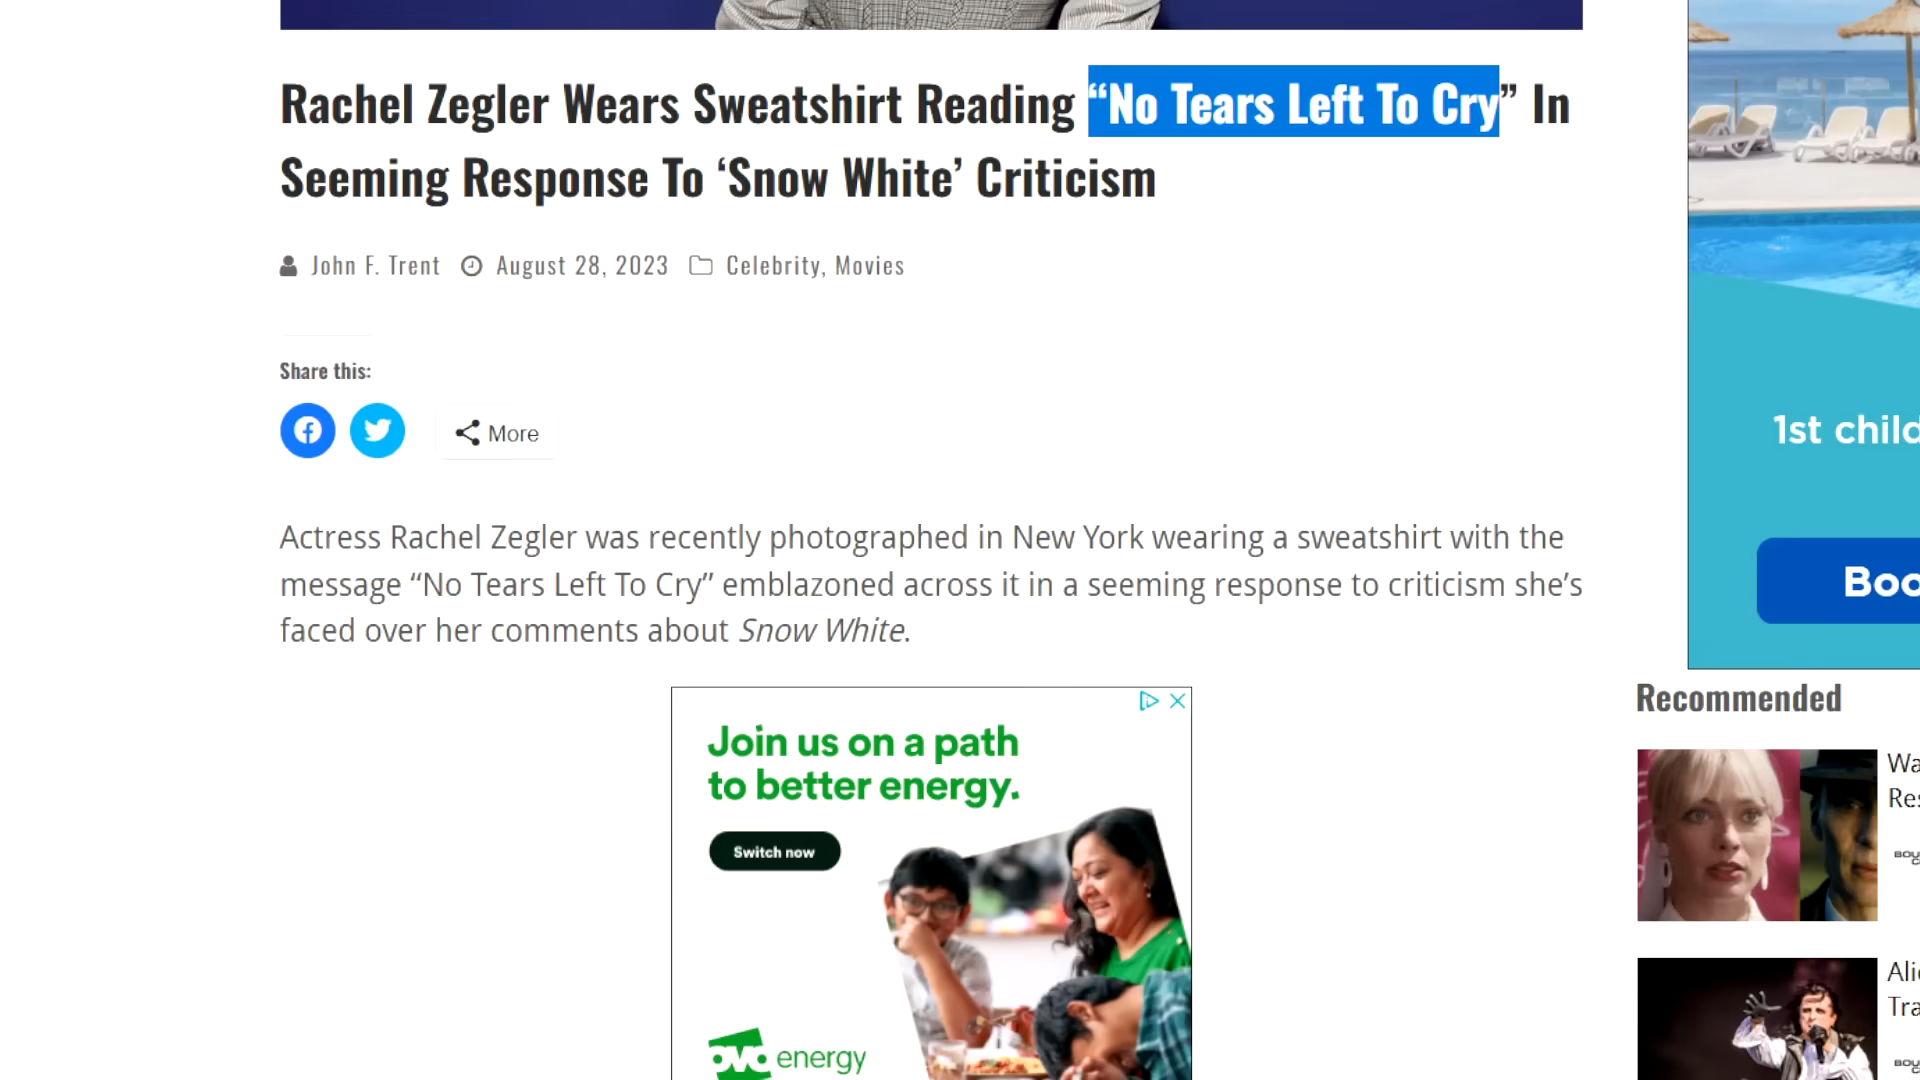 Rachel Zegler Wears Sweatshirt Reading “No Tears Left To Cry” In
Seeming Response To ‘Snow White’ Criticism
John F. Trent August 28, 2023 Celebrity, Movies
Share this:
More
Actress Rachel Zegler was recently photographed in New York wearing a sweatshirt with the
message “No Tears Left To Cry” emblazoned across it in a seeming response to criticism she’s
faced over her comments about Snow White.
Join us on a path
to better energy.
Switch now
ovo energy
1st child
Boo
Recommended
Wa
Res
Ali
Tra